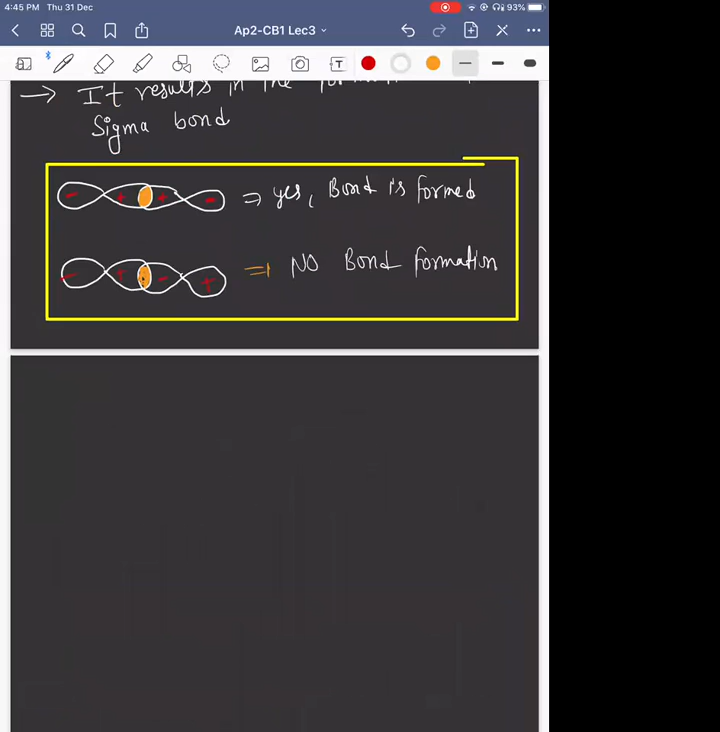 4:45 PM Thu 31 Dec
93%
Ap2-CB1 Lec3
→ It results in the
Sigma bond
- + + - ⇒ yes, Bond is formed
- + - + ⇒ NO Bond formation